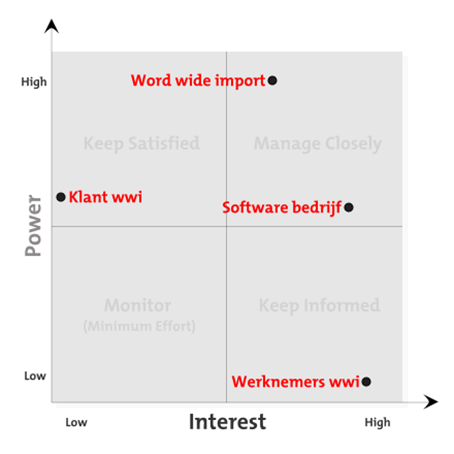 High
Word wide import
Keep Satisfied
Manage Closely
Klant wwi
Software bedrijf
Power
Monitor
(Minimum Effort)
Keep Informed
Low
Werknemers wwi
Low
Interest
High